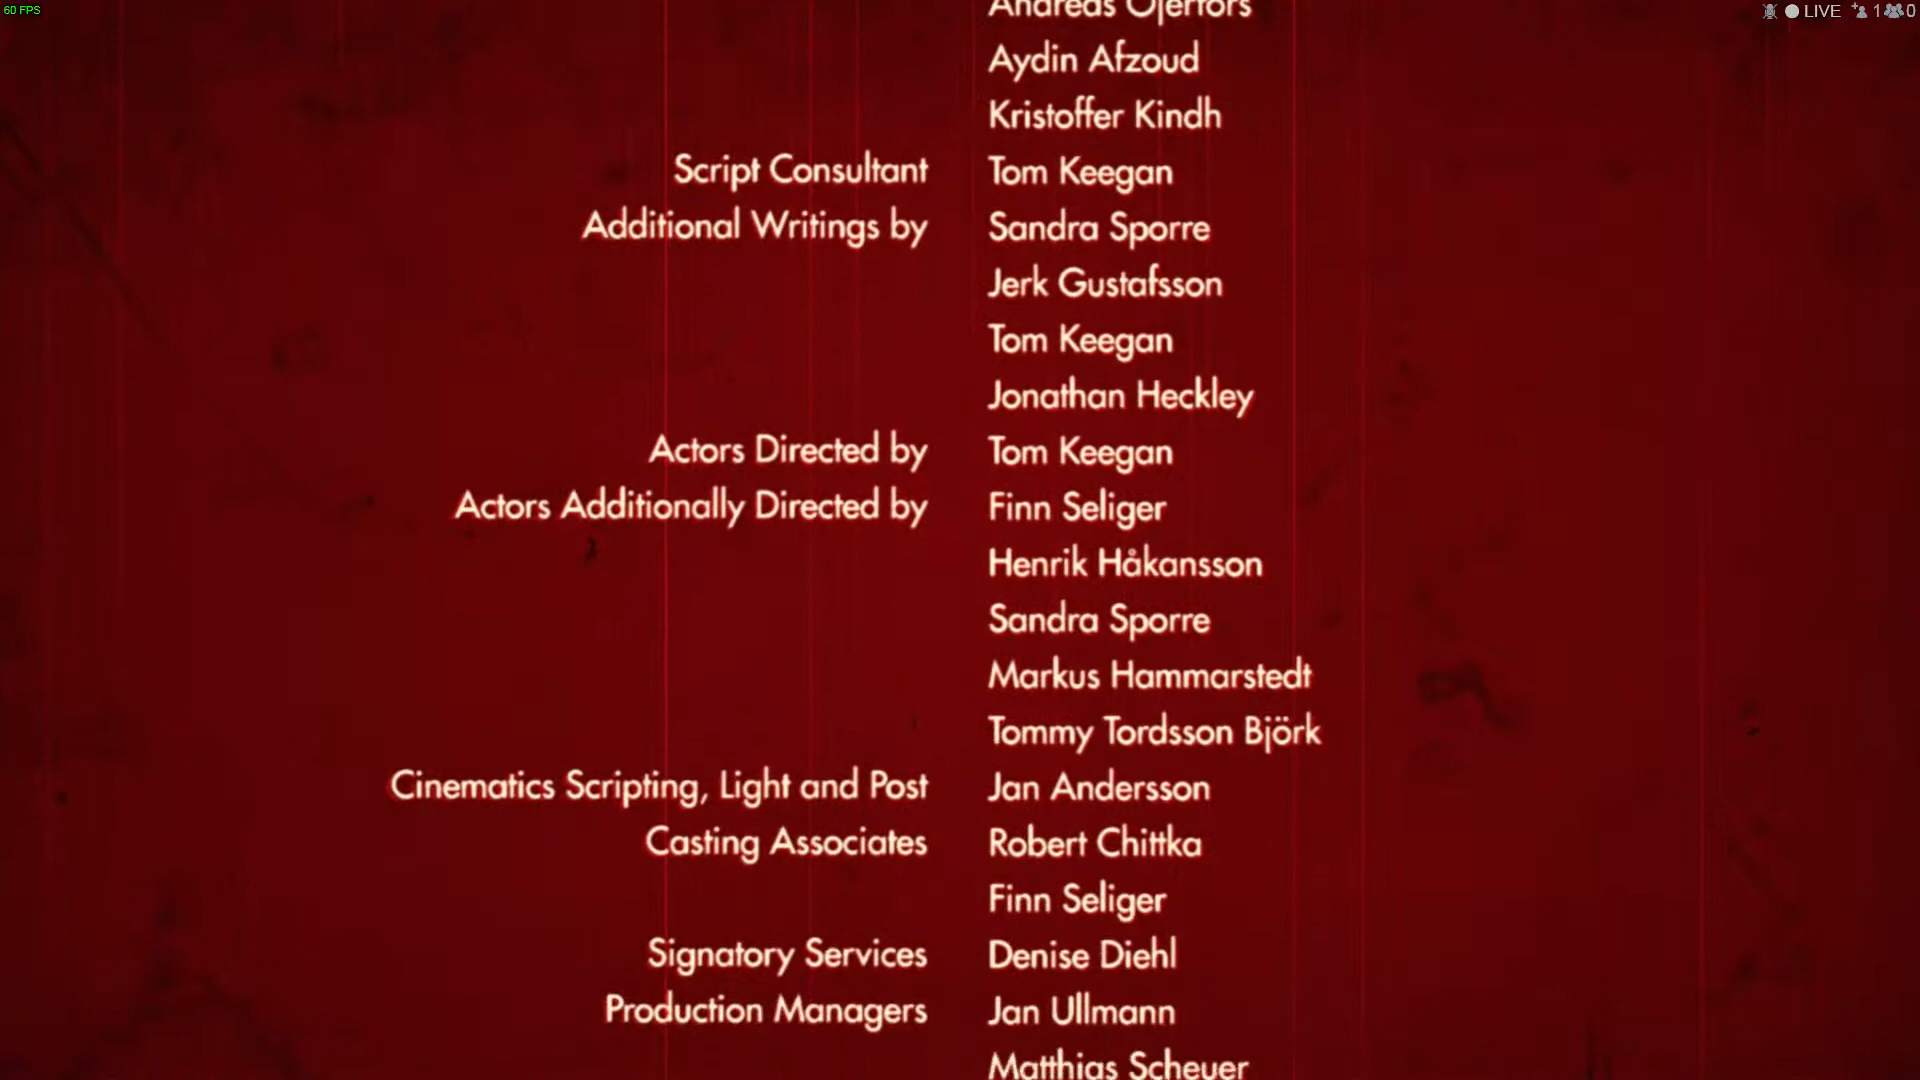 60 FPS
LIVE 1 0
Andreas Öjerfors
Aydin Afzoud
Kristoffer Kindh
Script Consultant Tom Keegan
Additional Writings by Sandra Sporre
Jerk Gustafsson
Tom Keegan
Jonathan Heckley
Actors Directed by Tom Keegan
Actors Additionally Directed by Finn Seliger
Henrik Håkansson
Sandra Sporre
Markus Hammarstedt
Tommy Tordsson Björk
Cinematics Scripting, Light and Post Jan Andersson
Casting Associates Robert Chittka
Finn Seliger
Signatory Services Denise Diehl
Production Managers Jan Ullmann
Matthias Scheuer